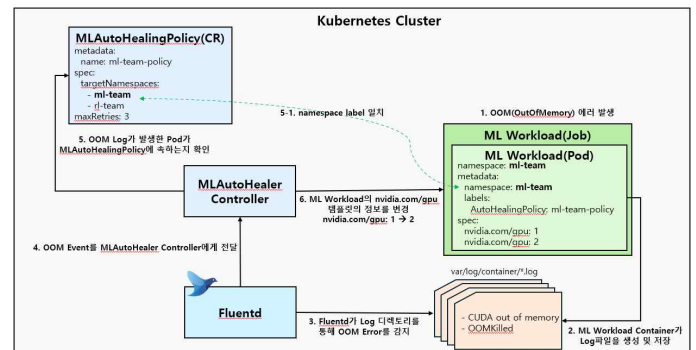 Kubernetes Cluster
MLAutoHealingPolicy(CR)
metadata:
name: ml-team-policy
spec:
targetNamespaces:
- ml-team
- rl-team
maxRetries: 3
5-1. namespace label 일치
1. OOM(OutOfMemory) 에러 발생
5. OOM Log가 발생한 Pod가
MLAutoHealingPolicy에 속하는지 확인
ML Workload(Job)
ML Workload(Pod)
namespace: ml-team
metadata:
namespace: ml-team
labels:
AutoHealingPolicy: ml-team-policy
spec:
nvidia.com/gpu: 1
nvidia.com/gpu: 2
MLAutoHealer
Controller
6. ML Workload의 nvidia.com/gpu
템플릿의 정보를 변경
nvidia.com/gpu: 1 → 2
4. OOM Event를 MLAutoHealer Controller에게 전달
Fluentd
3. Fluentd가 Log 디렉토리를
통해 OOM Error를 감지
var/log/container/*.log
- CUDA out of memory
- OOMKilled
2. ML Workload Container가
Log파일을 생성 및 저장